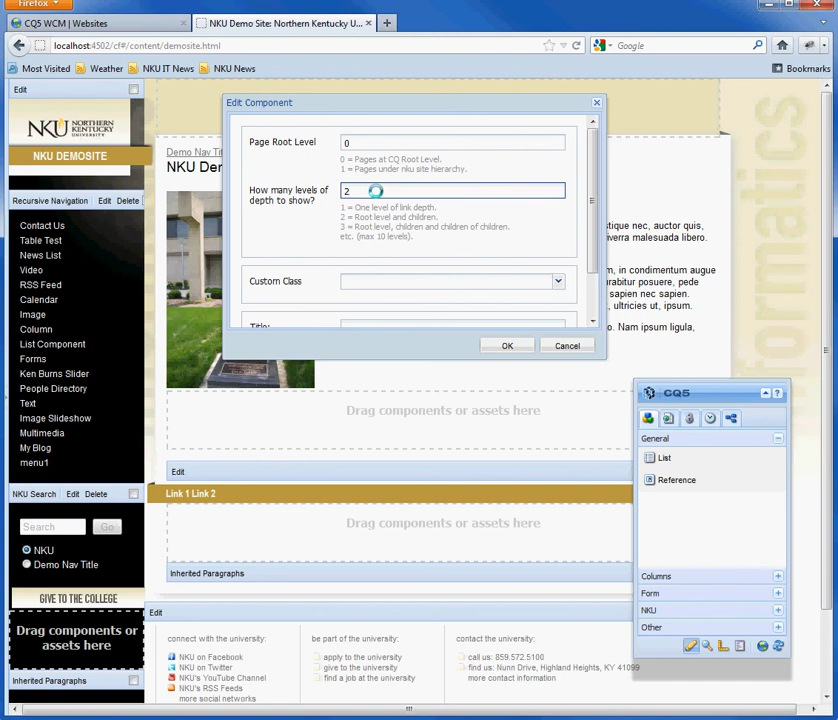 Firefox
CQ5 WCM | Websites
NKU Demo Site: Northern Kentucky U...
localhost:4502/cf#/content/demosite.html
Google
Most Visited
Weather
NKU IT News
NKU News
Bookmarks
Edit
NKU NORTHERN KENTUCKY UNIVERSITY
NKU DEMOSITE
Recursive Navigation Edit Delete
Contact Us
Table Test
News List
Video
RSS Feed
Calendar
Image
Column
List Component
Forms
Ken Burns Slider
People Directory
Text
Image Slideshow
Multimedia
My Blog
menu1
NKU Search Edit Delete
Search
Go
NKU
Demo Nav Title
GIVE TO THE COLLEGE
Drag components or
assets here
Inherited Paragraphs
Demo Nav Tit
NKU Der
Edit Component
Page Root Level
0
0 = Pages at CQ Root Level.
1 = Pages under nku site hierarchy.
How many levels of
depth to show?
2
1 = One level of link depth.
2 = Root level and children.
3 = Root level, children and children of children.
etc. (max 10 levels).
Custom Class
Title:
OK
Cancel
stique nec, auctor quis,
viverra malesuada libero.
m, in condimentum augue
urabitur posuere, pede
sapien nec sapien.
, ultricies ut, ipsum.
o. Nam ipsum ligula,
informatics
Drag components or assets here
Edit
Link 1 Link 2
Drag components or assets here
Inherited Paragraphs
Edit
connect with the university:
NKU on Facebook
NKU on Twitter
NKU's YouTube Channel
NKU's RSS Feeds
more social networks
be part of the university:
apply to the university
give to the university
find a job at the university
contact the university:
call us: 859.572.5100
find us: Nunn Drive, Highland Heights, KY 41099
more contact information
CQ5
General
List
Reference
Columns
Form
NKU
Other